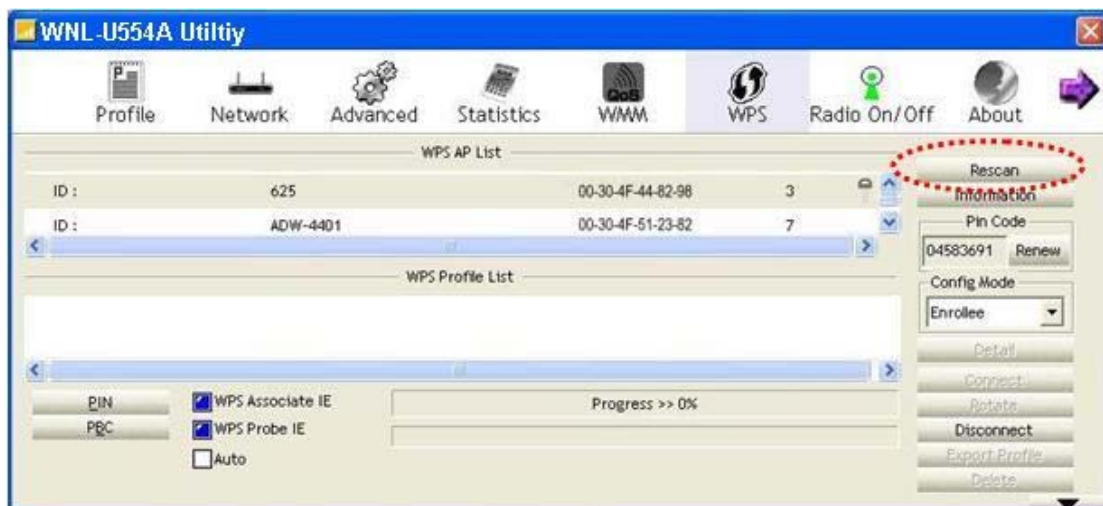 WNL-U554A Utiltiy
P
Profile
Network
Advanced
Statistics
QoS
WMM
WPS
Radio On/Off
About
WPS AP List
Rescan
ID :	625	00-30-4F-44-82-98	3
Information
ID :	ADW-4401	00-30-4F-51-23-82	7
Pin Code
04583691 Renew
WPS Profile List
Config Mode
Enrollee
Detail
Connect
Rotate
Disconnect
Export Profile
Delete
PIN
PBC
WPS Associate IE
WPS Probe IE
Auto
Progress >> 0%